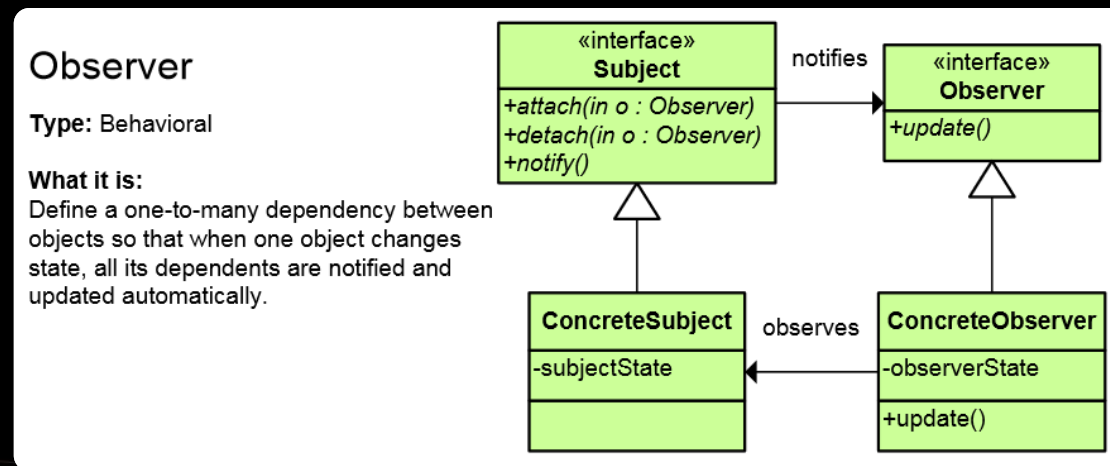 Observer
Type: Behavioral
What it is:
Define a one-to-many dependency between
objects so that when one object changes
state, all its dependents are notified and
updated automatically.
«interface»
Subject
+attach(in o : Observer)
+detach(in o : Observer)
+notify()
notifies
«interface»
Observer
+update()
ConcreteSubject
-subjectState
observes
ConcreteObserver
-observerState
+update()